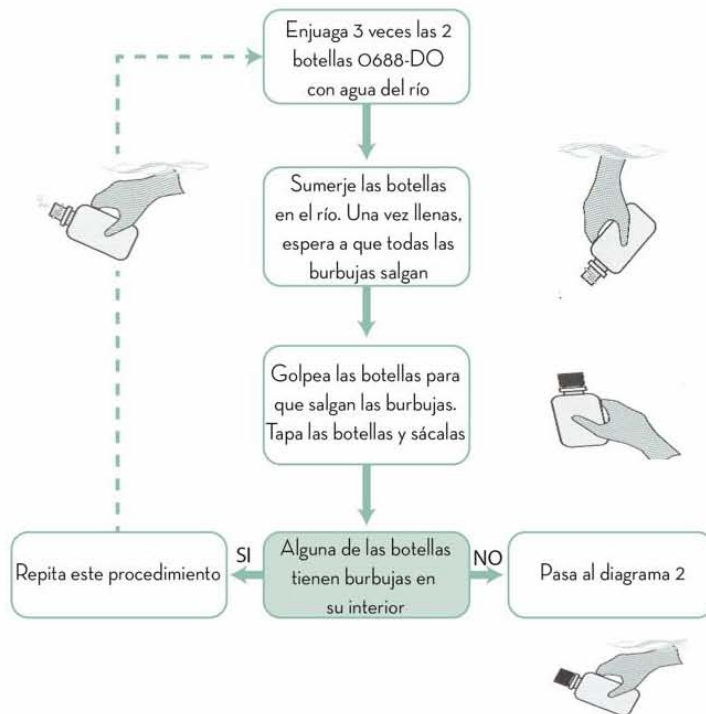 Enjuaga 3 veces las 2
botellas 0688-DO
con agua del río
Sumerje las botellas
en el río. Una vez llenas,
espera a que todas las
burbujas salgan
Golpea las botellas para
que salgan las burbujas.
Tapa las botellas y sácalas
Alguna de las botellas
tienen burbujas en
su interior
SI
Repita este procedimiento
NO
Pasa al diagrama 2